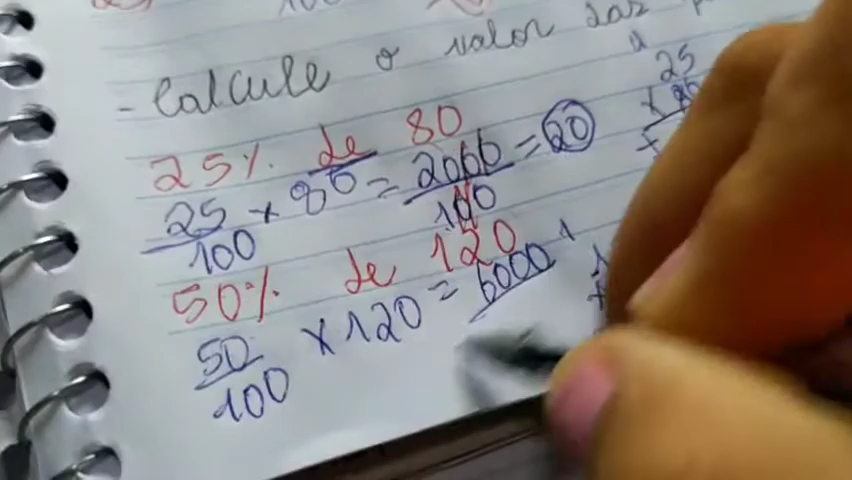 - Calcule o valor das
25% de 80
25/100 x 80 = 2000/100 = 20
50% de 120
50/100 x 120 = 6000
25
x 80